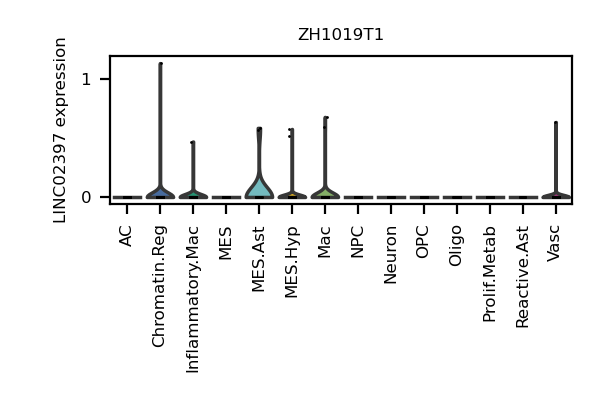 ZH1019T1
LINC02397 expression
1
0
AC
Chromatin.Reg
Inflammatory.Mac
MES
MES.Ast
MES.Hyp
Mac
NPC
Neuron
OPC
Oligo
Prolif.Metab
Reactive.Ast
Vasc